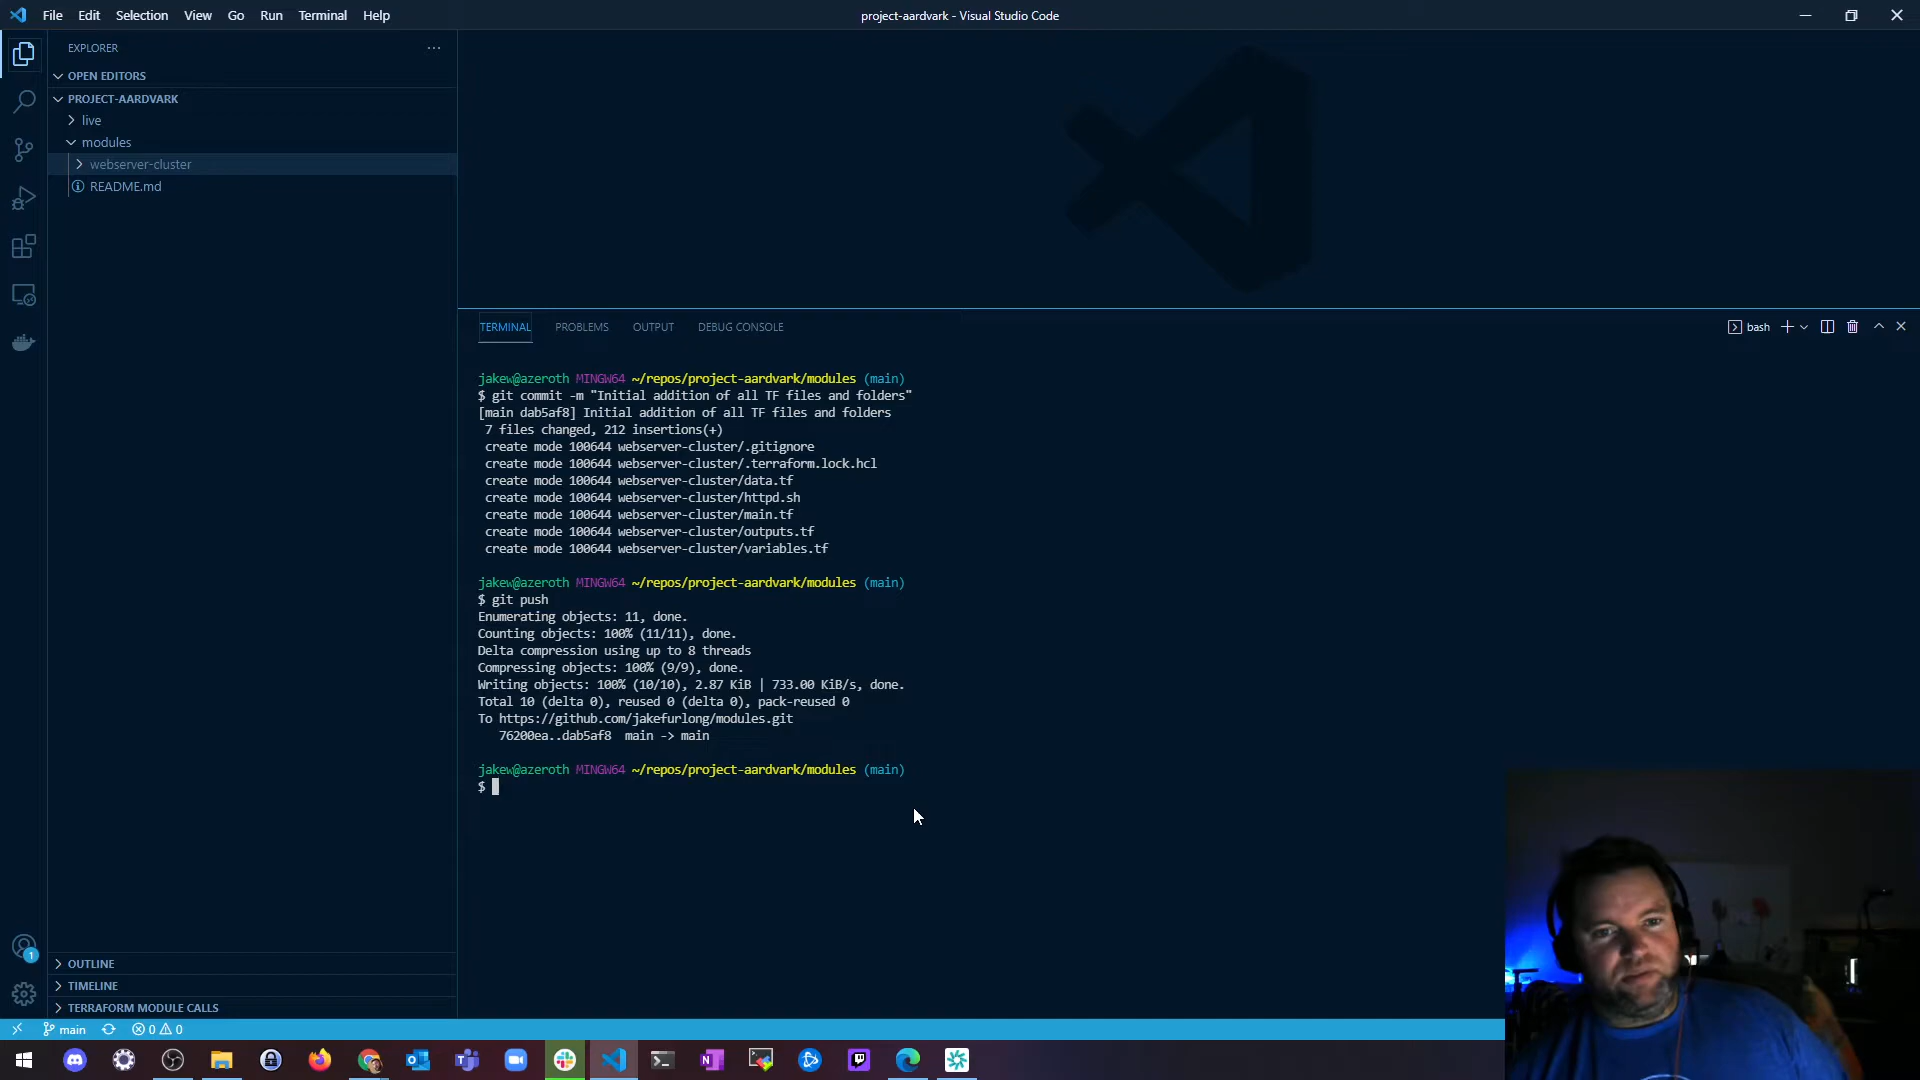 File Edit Selection View Go Run Terminal Help
project-aardvark - Visual Studio Code
EXPLORER
OPEN EDITORS
PROJECT-AARDVARK
live
modules
webserver-cluster
README.md
TERMINAL PROBLEMS OUTPUT DEBUG CONSOLE
bash
jakew@azeroth MINGW64 ~/repos/project-aardvark/modules (main)
$ git commit -m "Initial addition of all TF files and folders"
[main dab5af8] Initial addition of all TF files and folders
7 files changed, 212 insertions(+)
create mode 100644 webserver-cluster/.gitignore
create mode 100644 webserver-cluster/.terraform.lock.hcl
create mode 100644 webserver-cluster/data.tf
create mode 100644 webserver-cluster/httpd.sh
create mode 100644 webserver-cluster/main.tf
create mode 100644 webserver-cluster/outputs.tf
create mode 100644 webserver-cluster/variables.tf
jakew@azeroth MINGW64 ~/repos/project-aardvark/modules (main)
$ git push
Enumerating objects: 11, done.
Counting objects: 100% (11/11), done.
Delta compression using up to 8 threads
Compressing objects: 100% (9/9), done.
Writing objects: 100% (10/10), 2.87 KiB | 733.00 KiB/s, done.
Total 10 (delta 0), reused 0 (delta 0), pack-reused 0
To https://github.com/jakefurlong/modules.git
76200ea..dab5af8 main -> main
jakew@azeroth MINGW64 ~/repos/project-aardvark/modules (main)
$
1
OUTLINE
TIMELINE
TERRAFORM MODULE CALLS
main 0 0